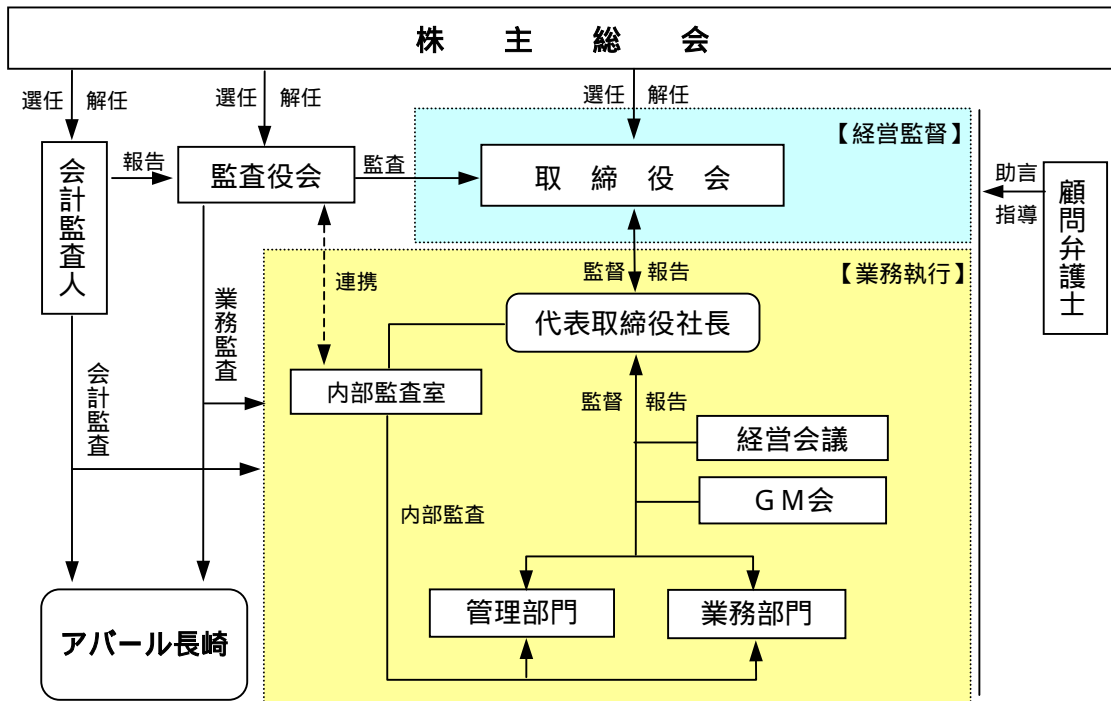 株 主 総 会
選任 解任
選任 解任
選任 解任
【経営監督】
会計監査人
報告
監査役会
監査
取 締 役 会
助言
指導
顧問弁護士
【業務執行】
監督 報告
連携
代表取締役社長
業務監査
会計監査
内部監査室
監督 報告
経営会議
GM会
内部監査
管理部門
業務部門
アバール長崎